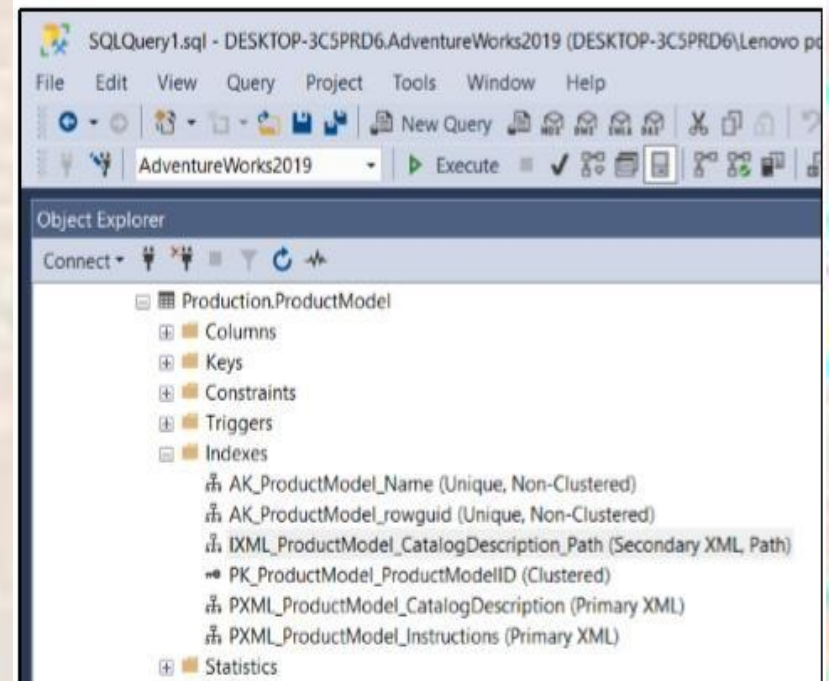 SQLQuery1.sql - DESKTOP-3C5PRD6.AdventureWorks2019 (DESKTOP-3C5PRD6\Lenovo pc
File Edit View Query Project Tools Window Help
New Query
AdventureWorks2019 Execute
Object Explorer
Connect
Production.ProductModel
Columns
Keys
Constraints
Triggers
Indexes
AK_ProductModel_Name (Unique, Non-Clustered)
AK_ProductModel_rowguid (Unique, Non-Clustered)
IXML_ProductModel_CatalogDescription_Path (Secondary XML, Path)
PK_ProductModel_ProductModelID (Clustered)
PXML_ProductModel_CatalogDescription (Primary XML)
PXML_ProductModel_Instructions (Primary XML)
Statistics